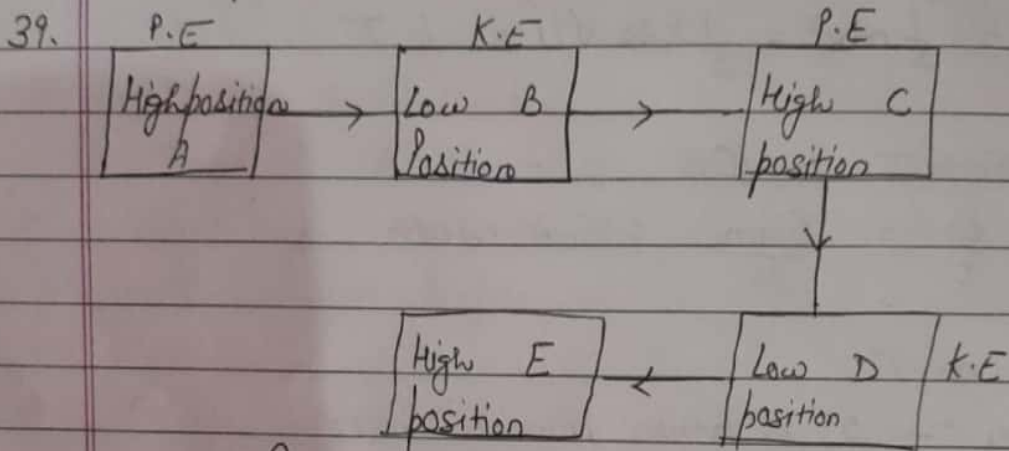 39. P.E K.E P.E
High position
A
Low B
Position
High C
position
Low D
position
K.E
High E
position